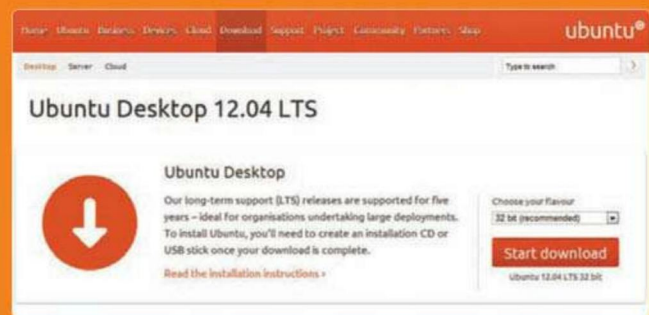 Home Ubuntu Business Devices Cloud Download Support Project Community Partners Shop
ubuntu®
Desktop Server Cloud
Type to search
Ubuntu Desktop 12.04 LTS
Ubuntu Desktop
Our long-term support (LTS) releases are supported for five
years – ideal for organisations undertaking large deployments.
To install Ubuntu, you'll need to create an installation CD or
USB stick once your download is complete.
Read the installation instructions ›
Choose your flavour
32 bit (recommended)
Start download
Ubuntu 12.04 LTS 32 bit